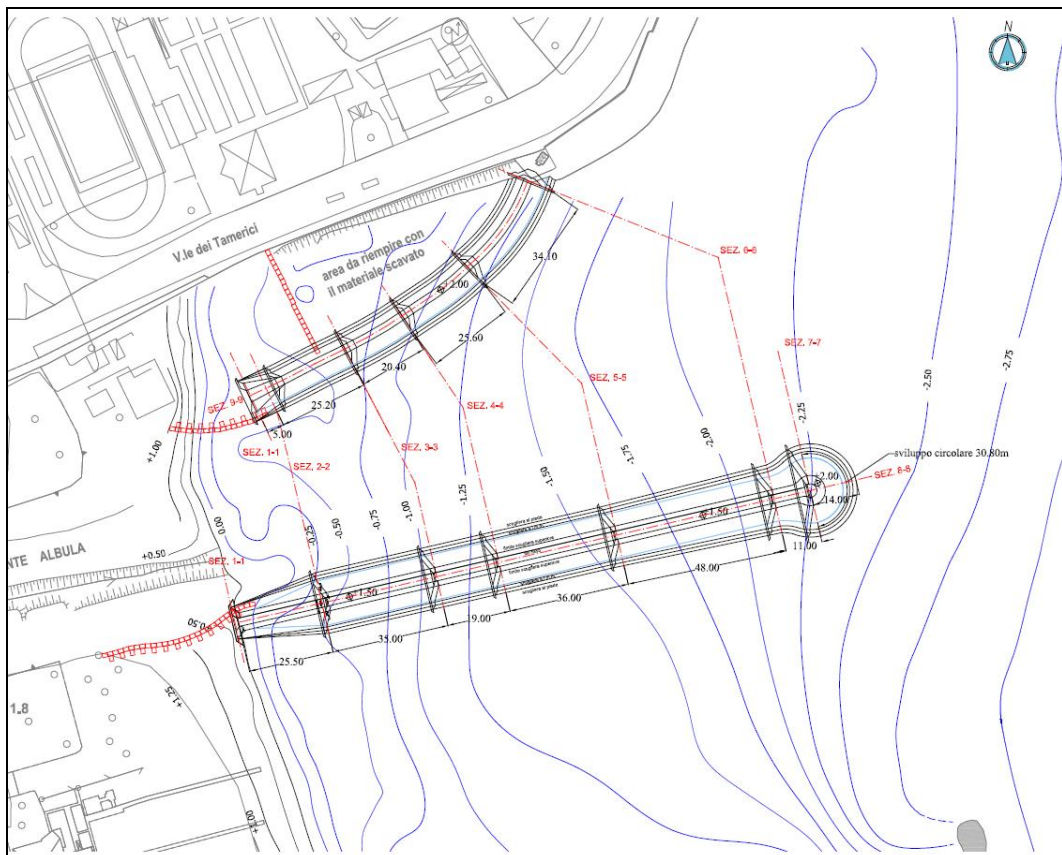 N
V.le dei Tamerici
area da riempire con
il materiale scavato
34.10
+2.00
25.60
20.40
25.20
5.00
SEZ. 9-9
SEZ. 1-1
SEZ. 2-2
SEZ. 3-3
SEZ. 4-4
SEZ. 5-5
SEZ. 6-6
SEZ. 7-7
SEZ. 8-8
+1.00
0.00
-0.25
-0.50
-0.75
-1.00
-1.25
-1.50
-1.75
-2.00
-2.25
-2.50
-2.75
sviluppo circolare 30.80m
+2.00
14.00
11.00
+1.50
48.00
36.00
19.00
35.00
25.50
+1.50
NTE ALBULA
+0.50
SEZ. 1-1
0.50
+1.25
1.8
0.00
+1.00